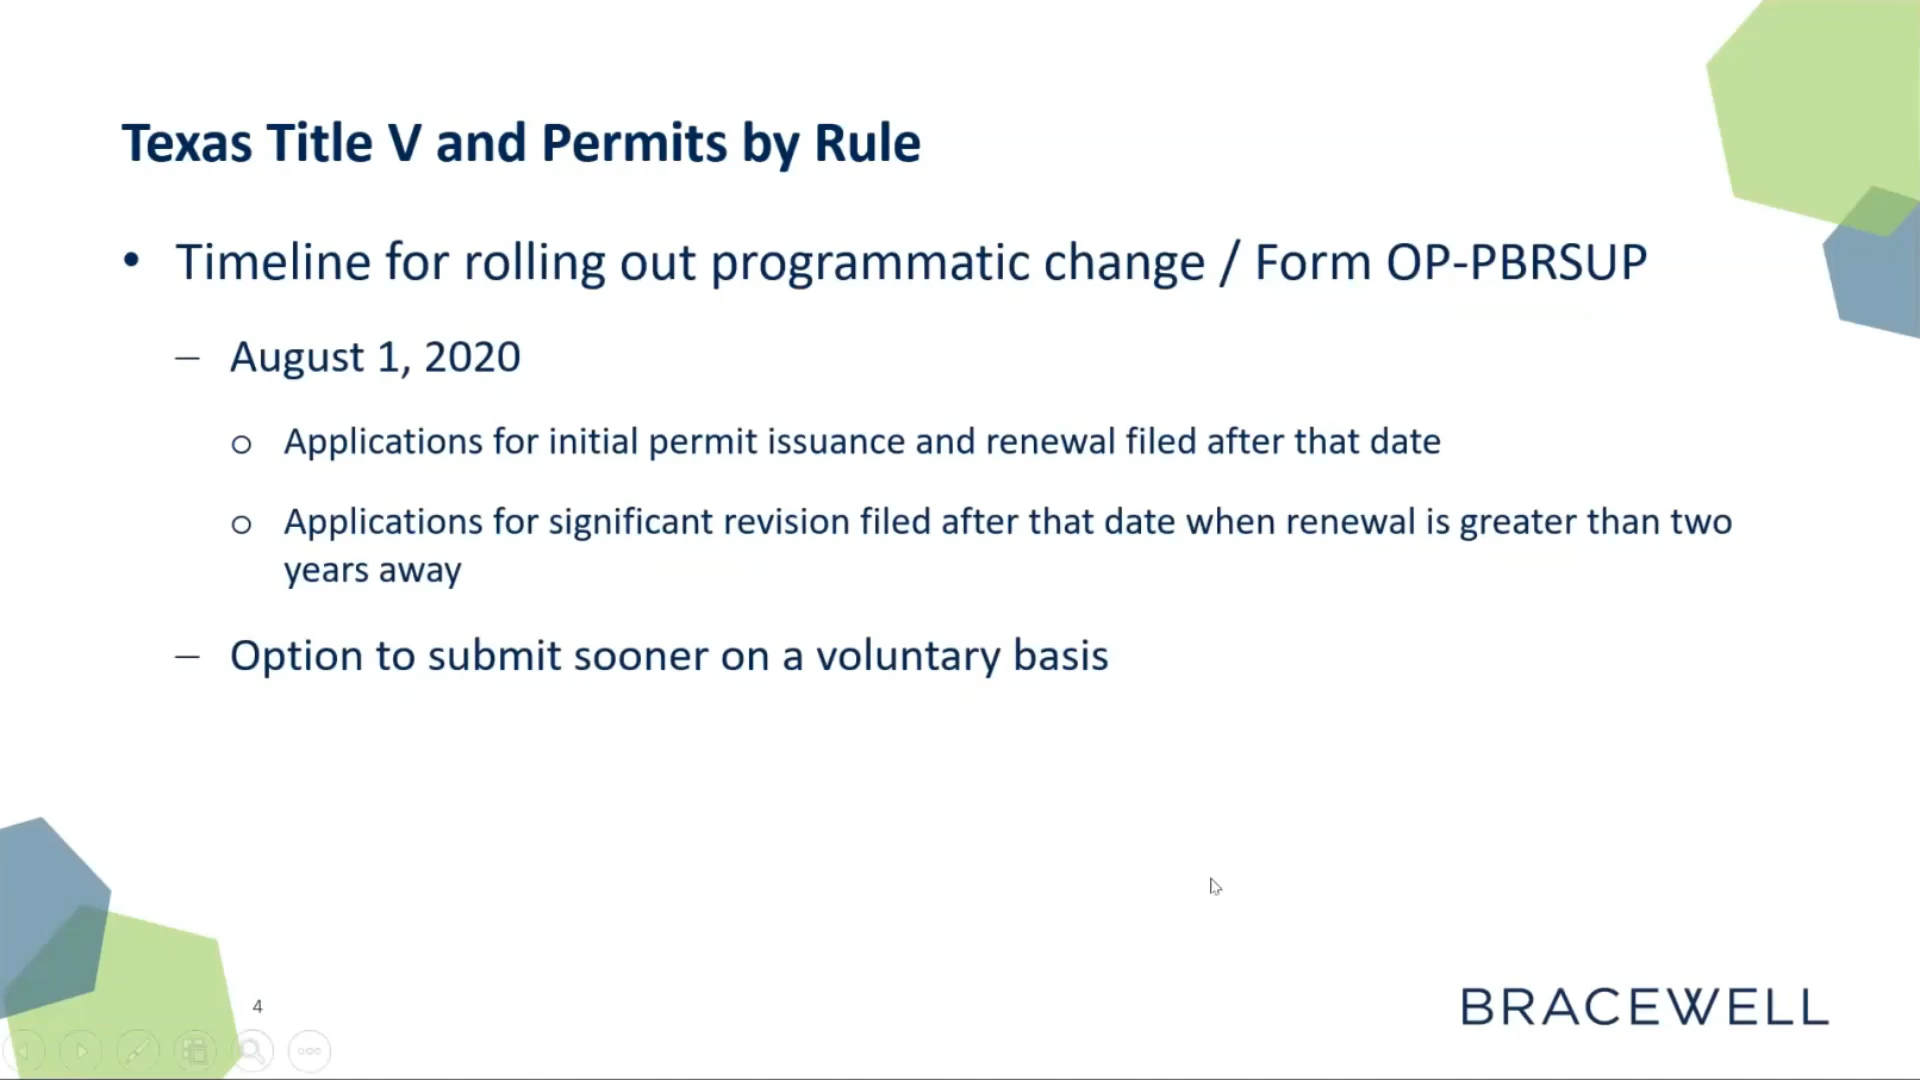 Texas Title V and Permits by Rule
• Timeline for rolling out programmatic change / Form OP-PBRSUP
– August 1, 2020
o Applications for initial permit issuance and renewal filed after that date
o Applications for significant revision filed after that date when renewal is greater than two
years away
– Option to submit sooner on a voluntary basis
4
BRACEWELL